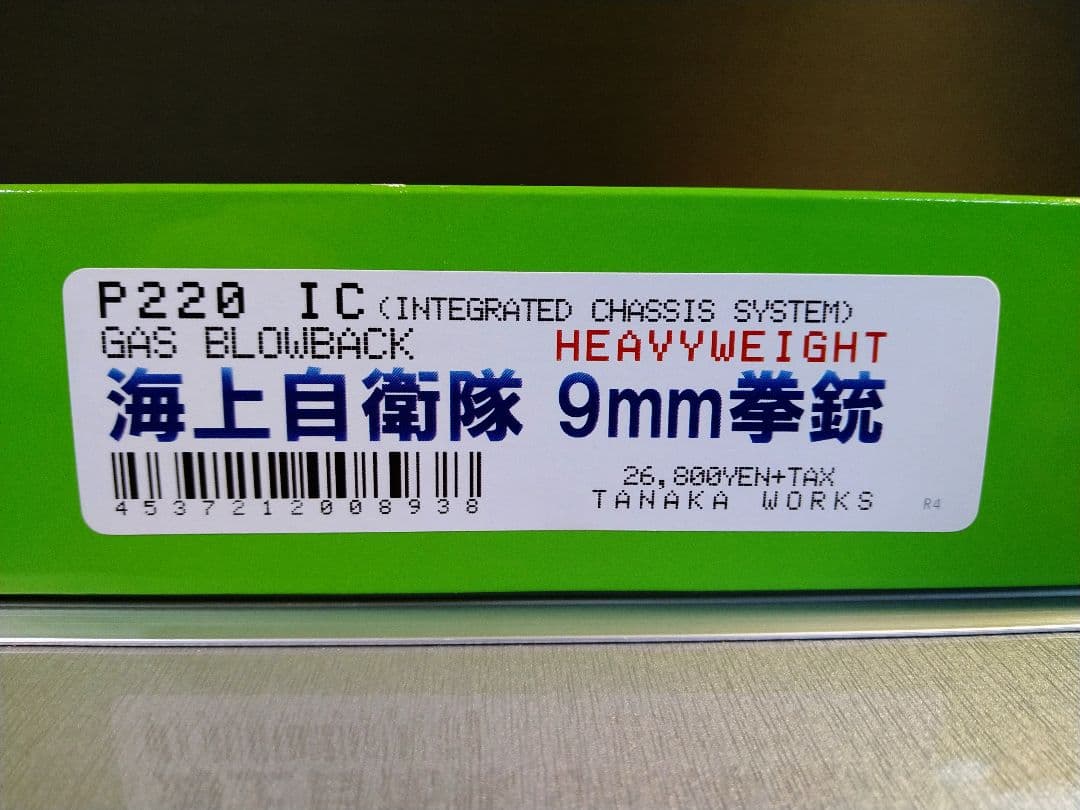 P220 IC(INTEGRATED CHASSIS SYSTEM)
GAS BLOWBACK HEAVYWEIGHT
海上自衛隊 9mm拳銃
4537212008938
26,800YEN+TAX
TANAKA WORKS
R4